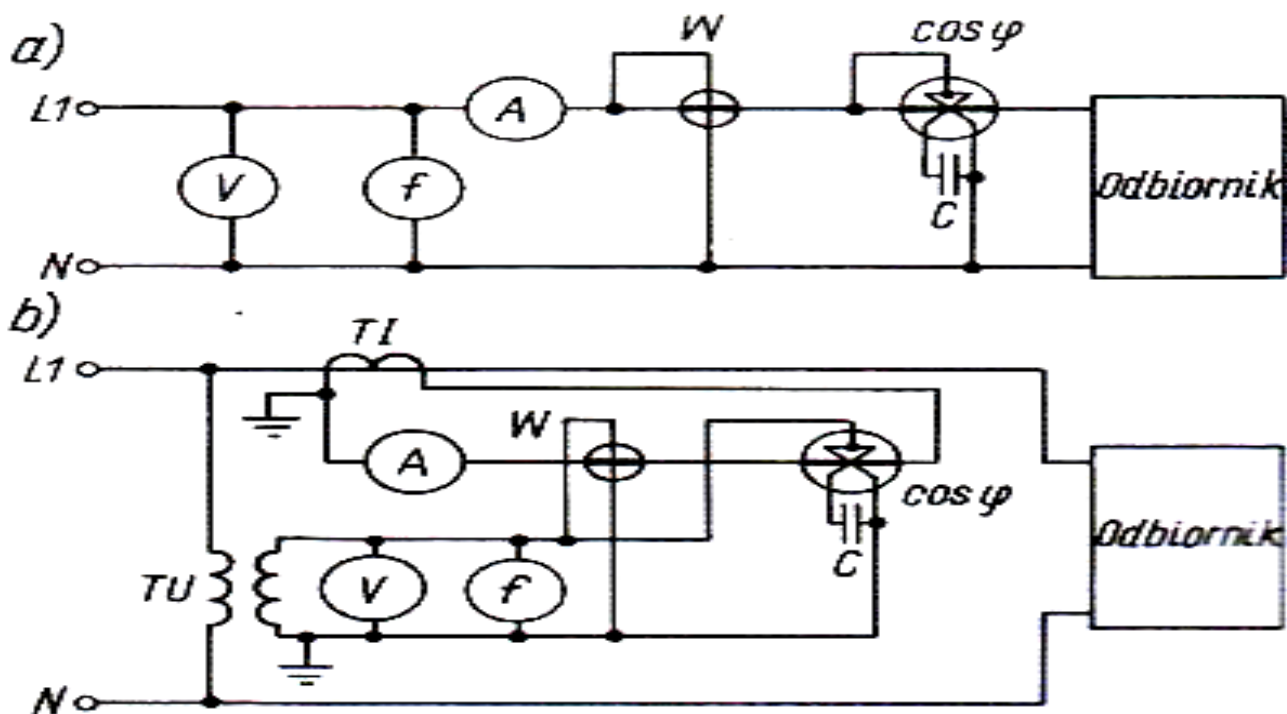 a)
W
cos φ
L1
A
V
f
C
Odbiornik
N
b)
TI
L1
W
A
cos φ
C
Odbiornik
TU
V
f
N